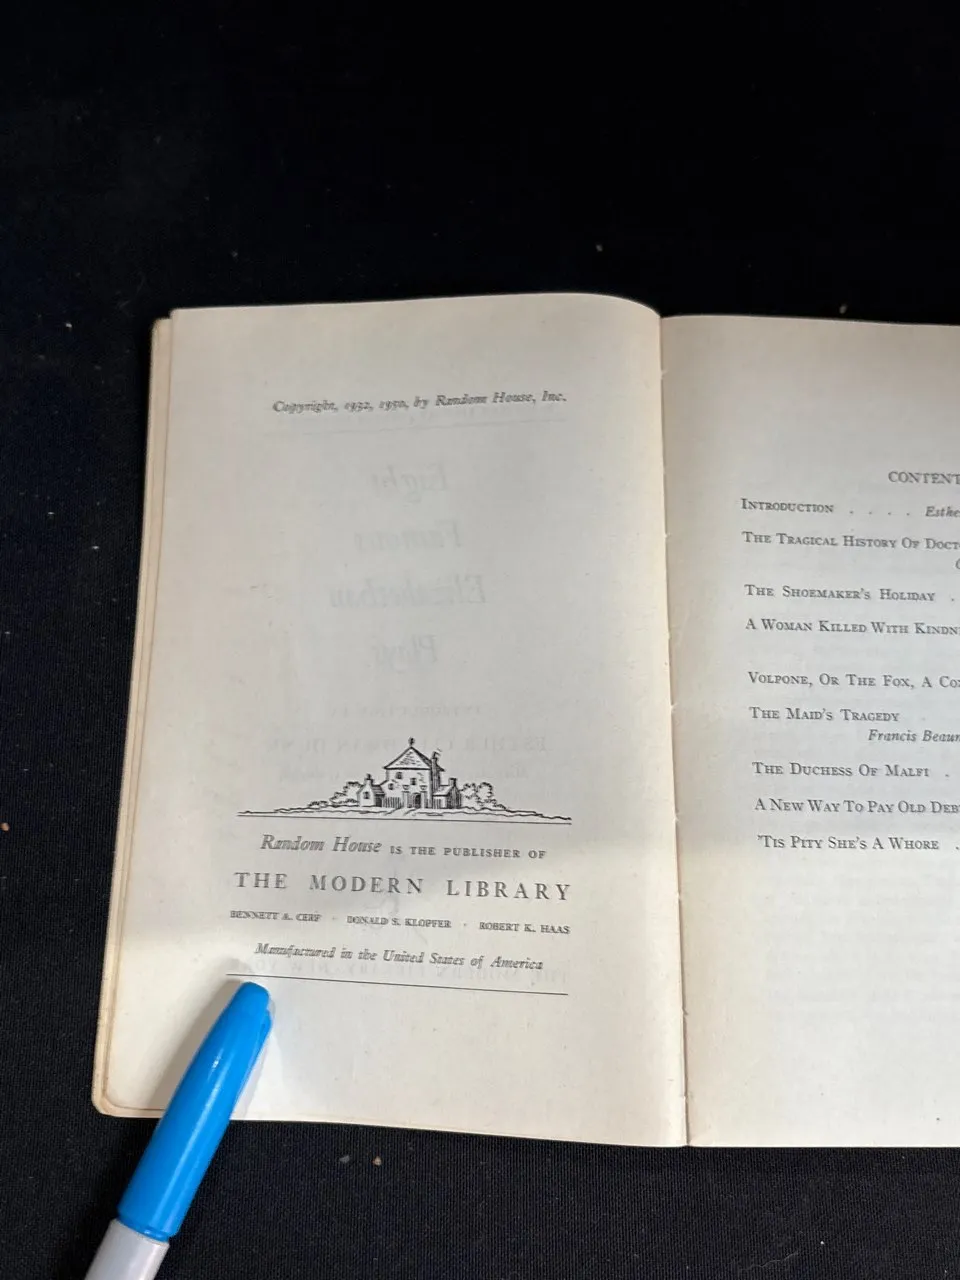 Copyright, 1932, 1950, by Random House, Inc.
Random House IS THE PUBLISHER OF
THE MODERN LIBRARY
BENNETT A. CERF · DONALD S. KLOPFER · ROBERT K. HAAS
Manufactured in the United States of America
CONTENT
INTRODUCTION . . . . Esthe
THE TRAGICAL HISTORY OF DOCT
THE SHOEMAKER'S HOLIDAY .
A WOMAN KILLED WITH KINDN
VOLPONE, OR THE FOX, A CO
THE MAID'S TRAGEDY
Francis Beaum
THE DUCHESS OF MALFI .
A NEW WAY TO PAY OLD DEB
'TIS PITY SHE'S A WHORE .